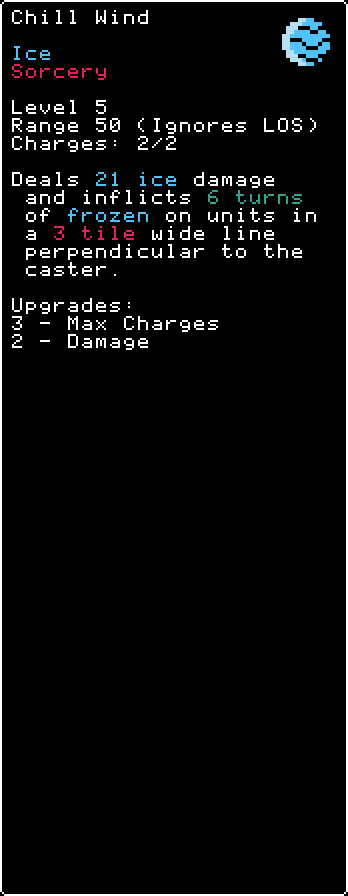 Chill Wind
Ice
Sorcery
Level 5
Range 50 (Ignores LOS)
Charges: 2/2
Deals 21 ice damage
and inflicts 6 turns
of frozen on units in
a 3 tile wide line
perpendicular to the
caster.
Upgrades:
3 - Max Charges
2 - Damage